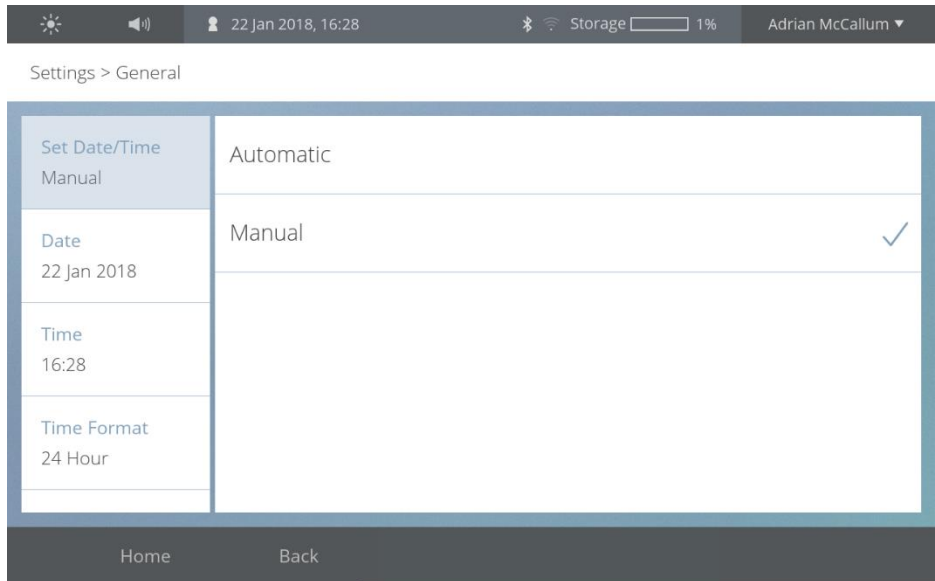 22 Jan 2018, 16:28
Storage 1%
Adrian McCallum
Settings > General
Set Date/Time
Manual
Date
22 Jan 2018
Time
16:28
Time Format
24 Hour
Automatic
Manual
Home
Back